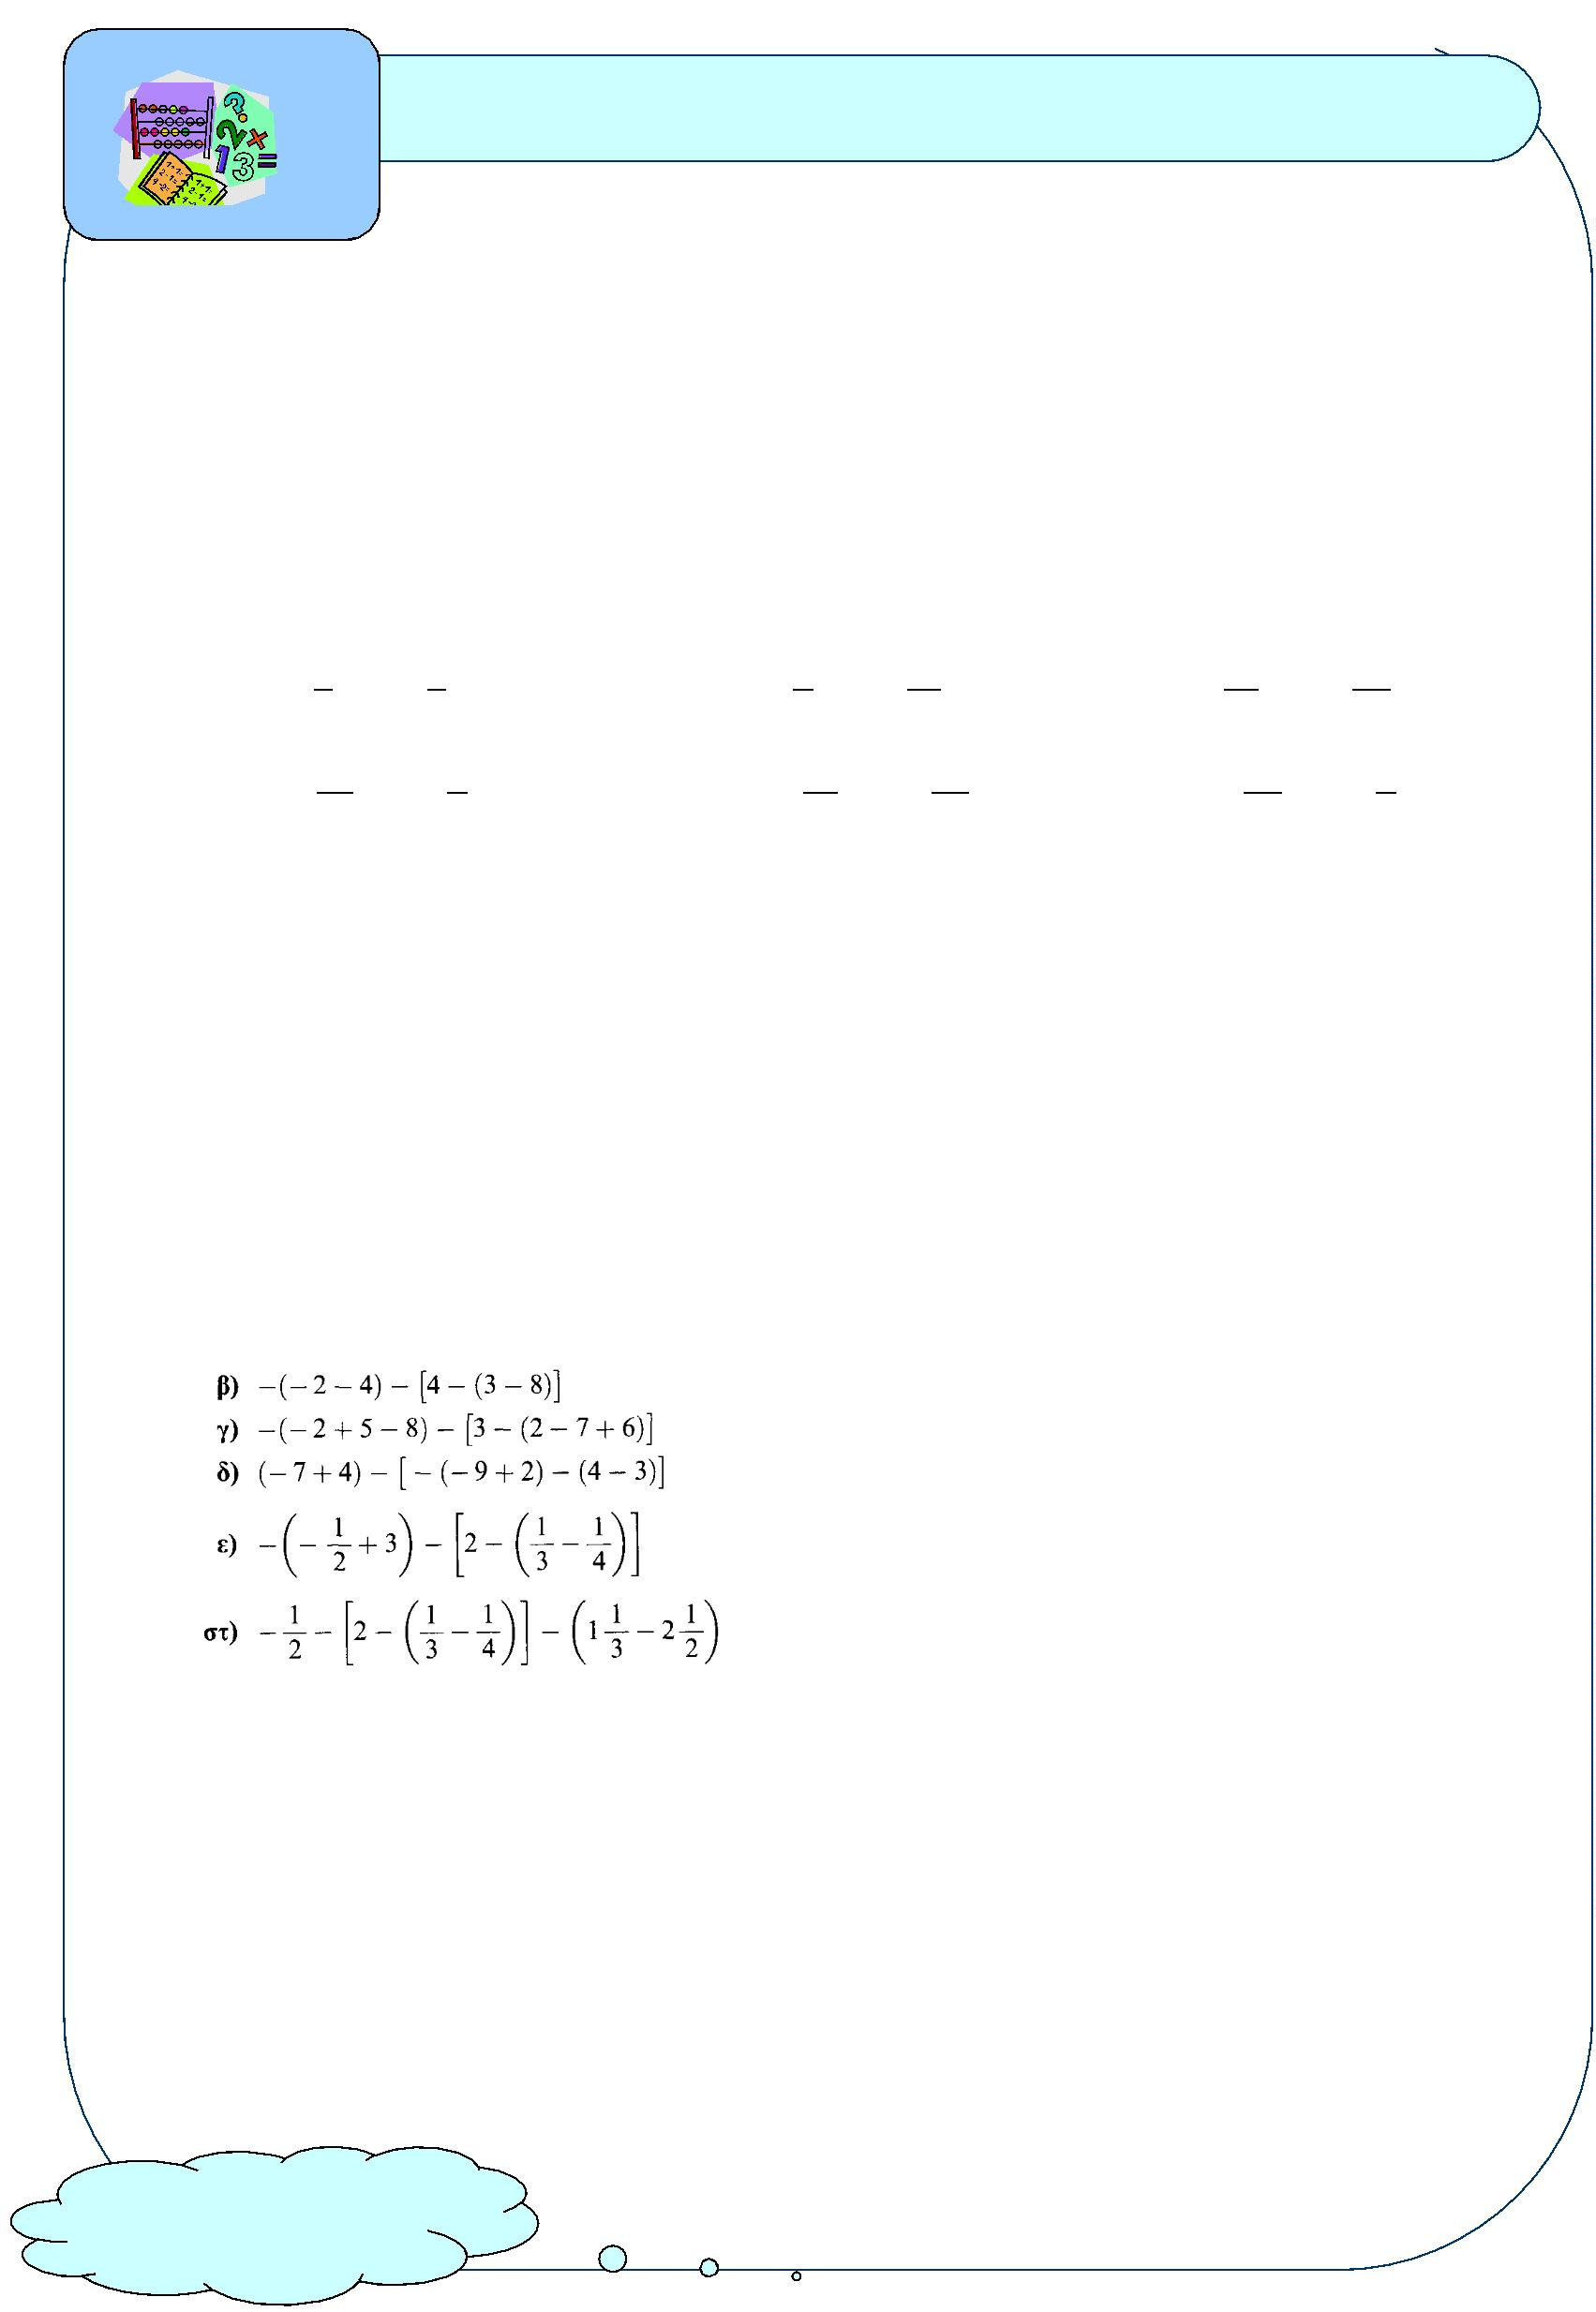 β) −(−2−4) − [4 − (3 − 8)]
γ) −(−2+5−8) − [3 − (2−7+6)]
δ) (−7+4) − [−(−9+2) − (4−3)]
ε) −(−1/2+3) − [2 − (1/3 − 1/4)]
στ) −1/2 − [2 − (1/3 − 1/4)] − (1 1/3 − 2 1/2)